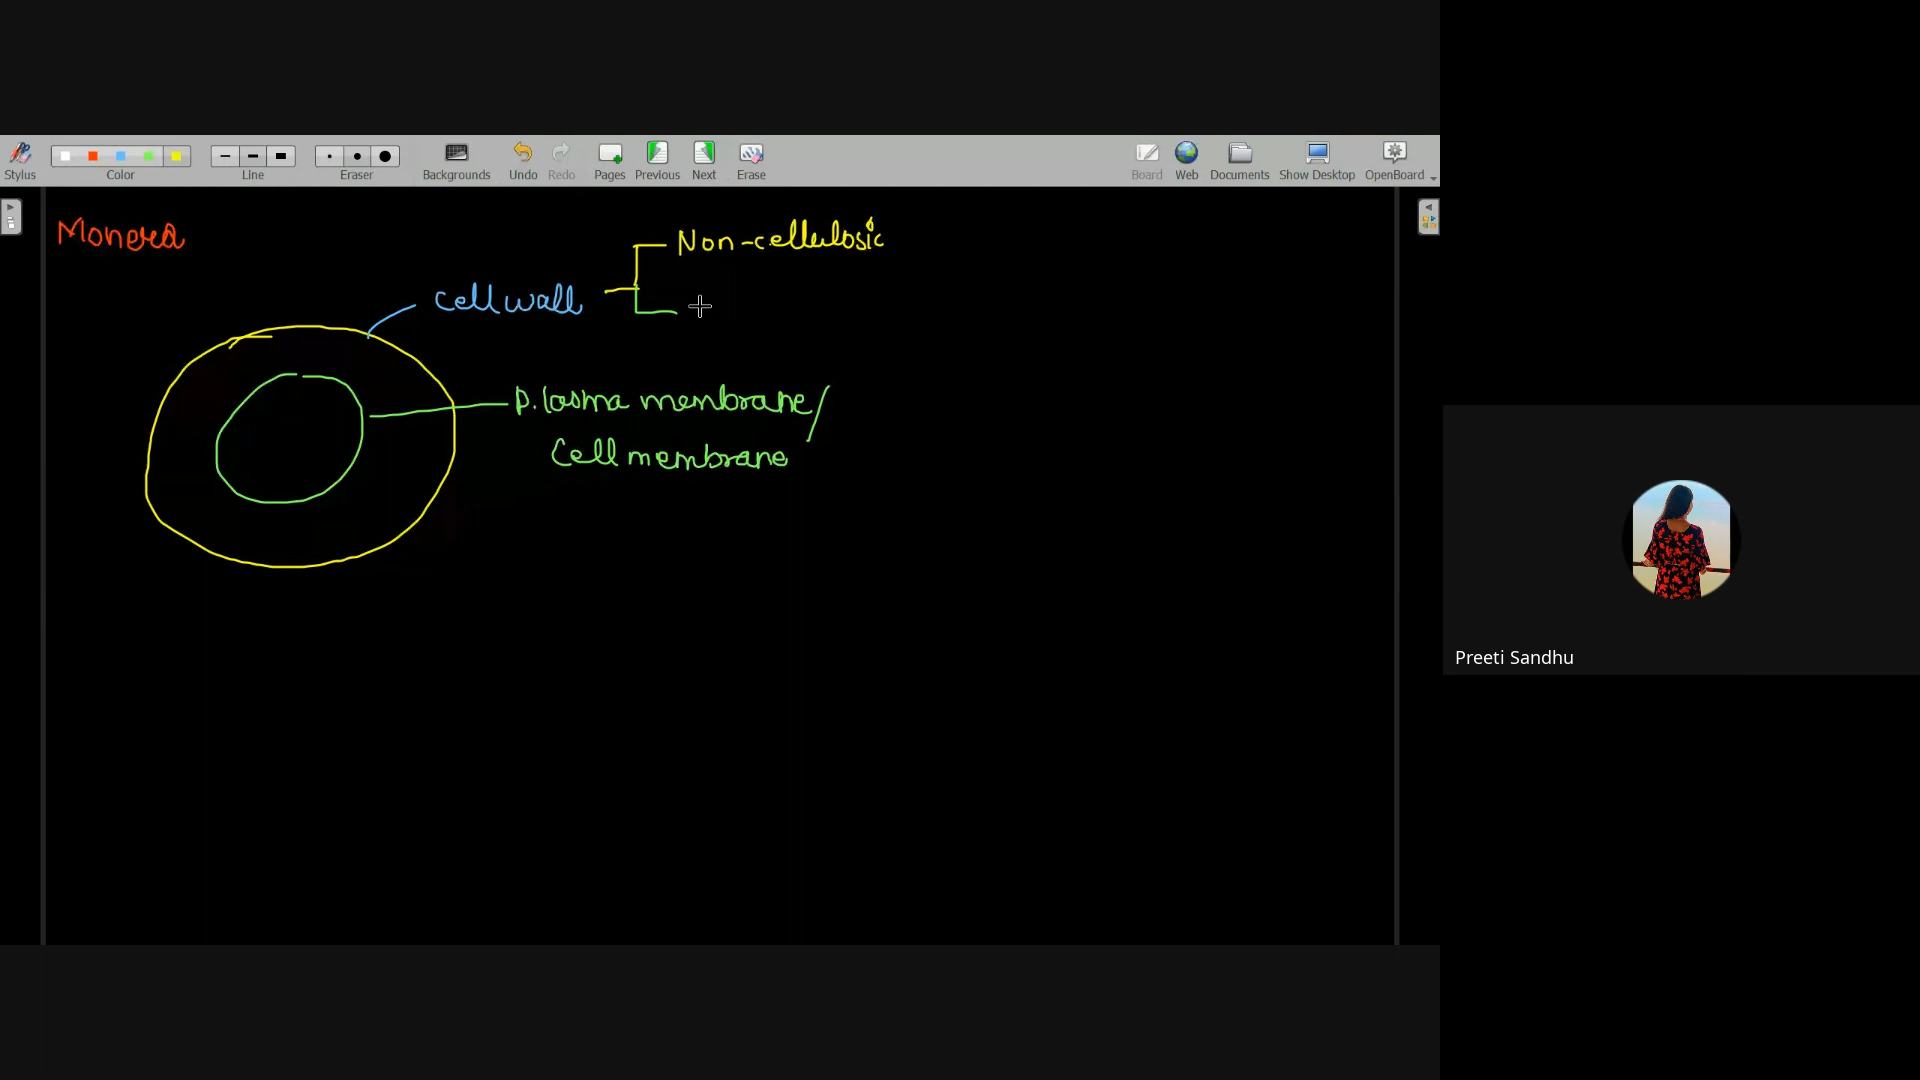 Stylus
Color
Line
Eraser
Backgrounds
Undo
Redo
Pages
Previous
Next
Erase
Board
Web
Documents
Show Desktop
OpenBoard
Monera
Non-cellulosic
cell wall
P.lasma membrane/
Cell membrane
Preeti Sandhu